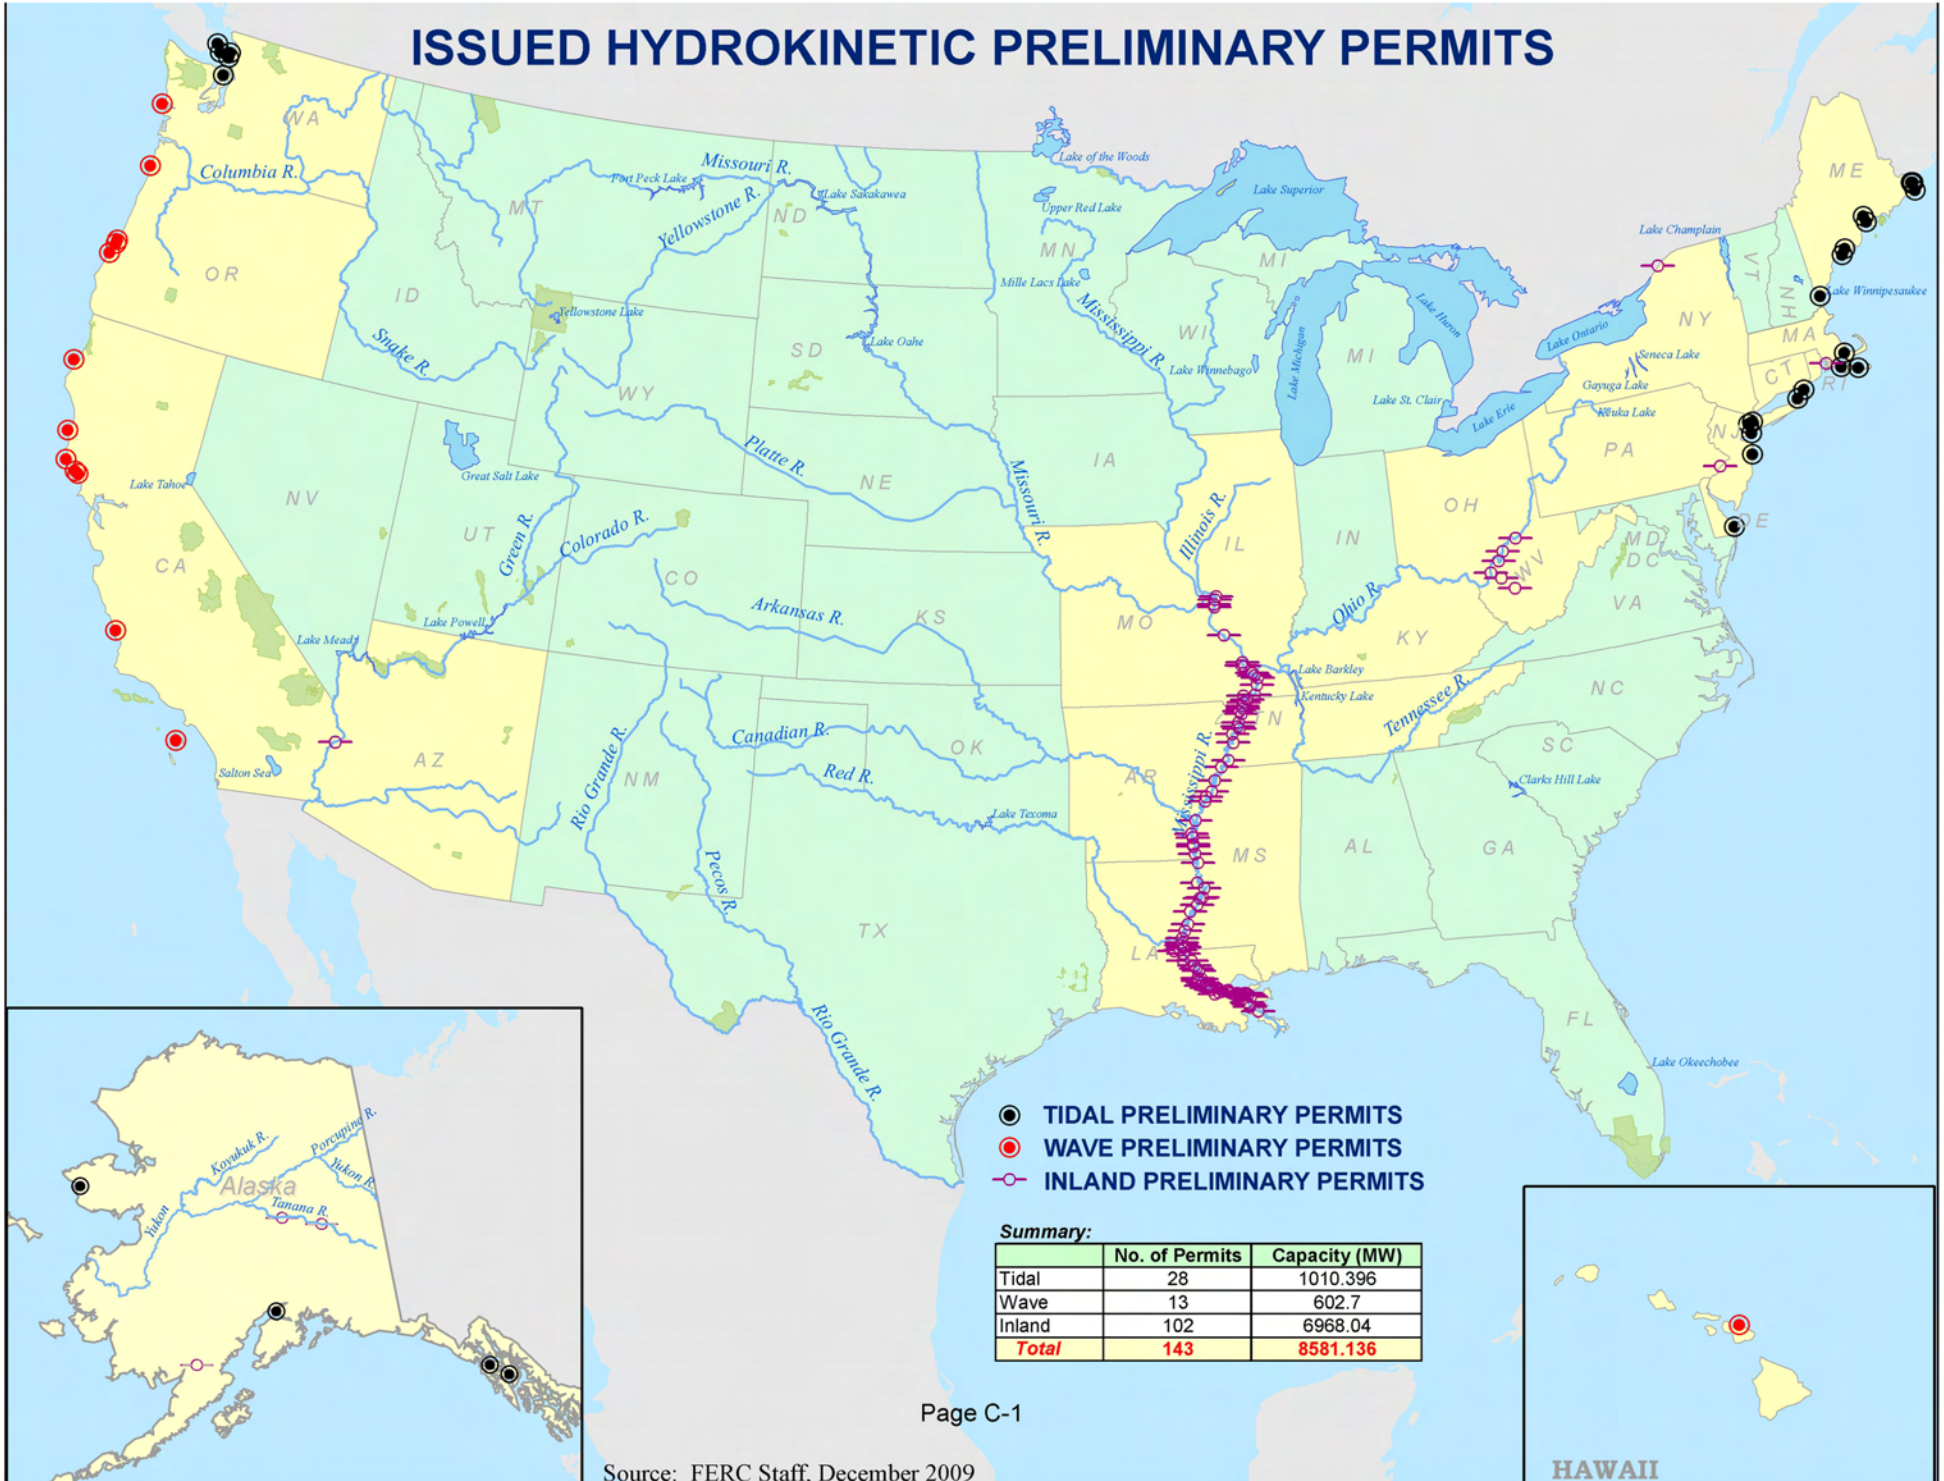 ISSUED HYDROKINETIC PRELIMINARY PERMITS
WA
Columbia R.
OR
ID
MT
Fort Peck Lake
Missouri R.
Yellowstone R.
ND
Lake Sakakawea
Lake of the Woods
Upper Red Lake
MN
Mille Lacs Lake
Mississippi R.
Lake Superior
MI
WI
Lake Winnebago
Lake Michigan
MI
Lake Huron
Lake St. Clair
Lake Erie
Lake Ontario
Lake Champlain
ME
VT
NH
Lake Winnipesaukee
NY
MA
Seneca Lake
Gayuga Lake
Keuka Lake
CT
RI
NJ
PA
Yellowstone Lake
Snake R.
WY
SD
Lake Oahe
Platte R.
NE
IA
Missouri R.
Illinois R.
IL
IN
OH
WV
MD
DC
DE
VA
Lake Tahoe
NV
Great Salt Lake
UT
Green R.
Colorado R.
CO
CA
Lake Powell
Lake Mead
Arkansas R.
KS
MO
Ohio R.
KY
Lake Barkley
Kentucky Lake
TN
Tennessee R.
NC
SC
Clarks Hill Lake
Salton Sea
AZ
NM
Rio Grande R.
Canadian R.
OK
Red R.
Lake Texoma
AR
Mississippi R.
MS
AL
GA
Pecos R.
TX
LA
Rio Grande R.
FL
Lake Okeechobee
Koyukuk R.
Porcupine R.
Yukon R.
Alaska
Tanana R.
Yukon
TIDAL PRELIMINARY PERMITS
WAVE PRELIMINARY PERMITS
INLAND PRELIMINARY PERMITS
Summary:
No. of Permits Capacity (MW)
Tidal 28 1010.396
Wave 13 602.7
Inland 102 6968.04
Total 143 8581.136
Page C-1
Source: FERC Staff, December 2009
HAWAII